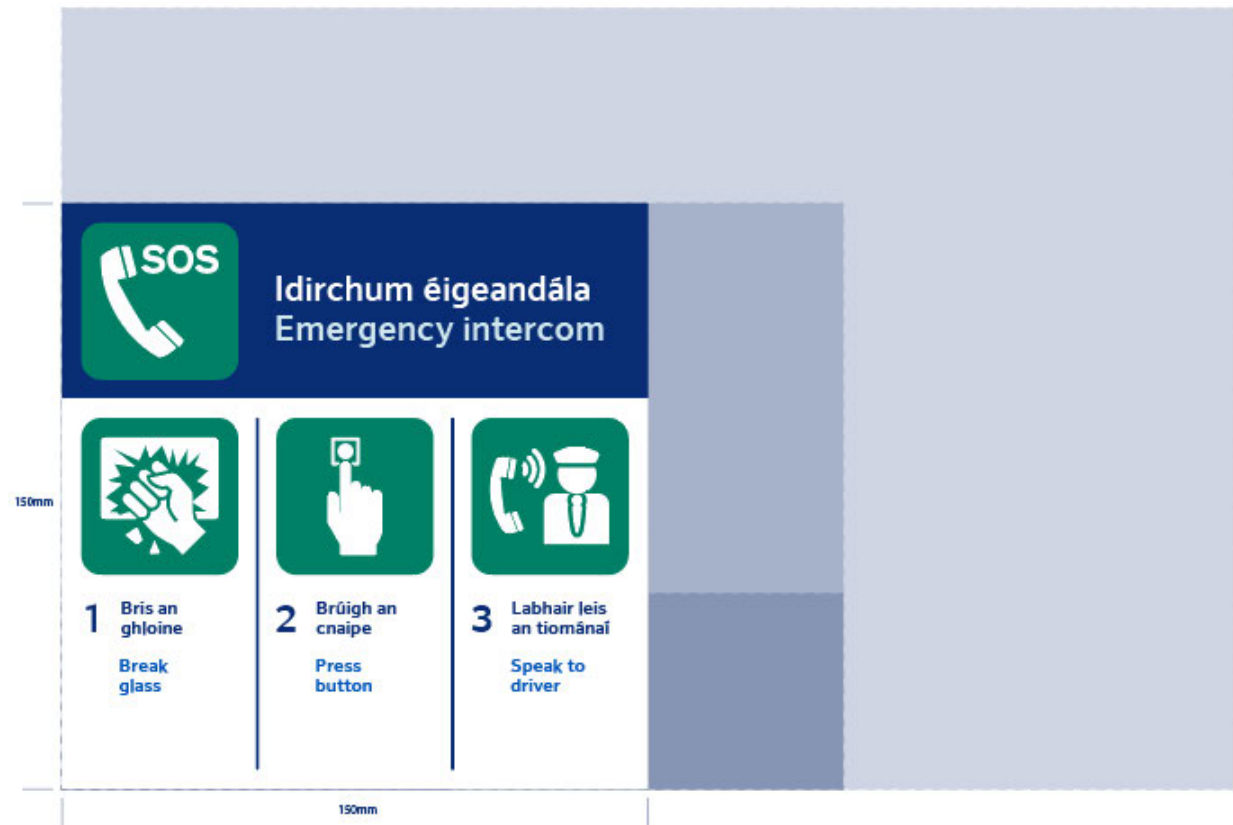 SOS
Idirchum éigeandála
Emergency intercom
1 Bris an
ghloine
Break
glass
2 Brúigh an
cnaipe
Press
button
3 Labhair leis
an tiománaí
Speak to
driver
150mm
150mm